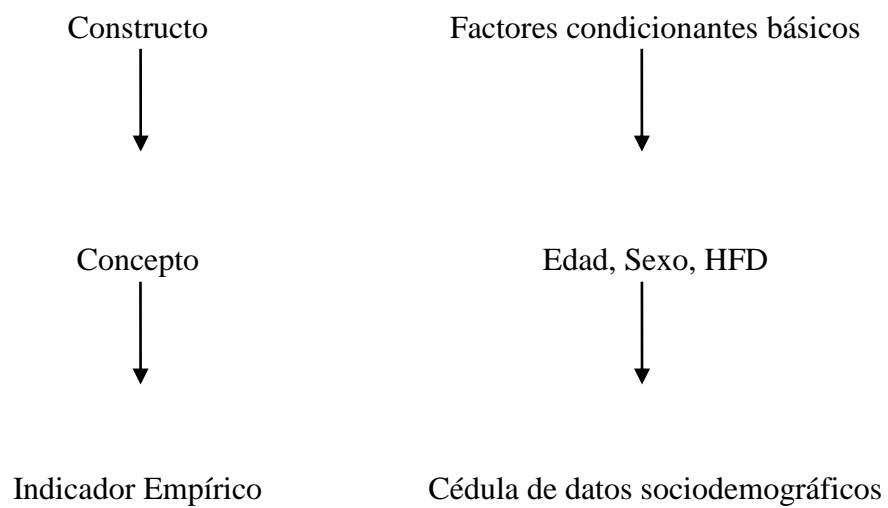 Constructo Factores condicionantes básicos
Concepto Edad, Sexo, HFD
Indicador Empírico Cédula de datos sociodemográficos